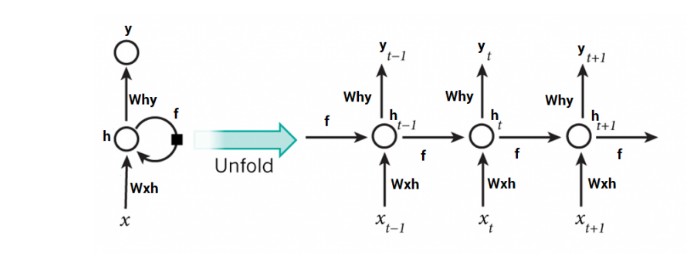 y
Why
f
h
Wxh
x
Unfold
f
y t-1
Why
h t-1
f
Wxh
x t-1
y t
Why
h t
f
Wxh
x t
y t+1
Why
h t+1
f
Wxh
x t+1